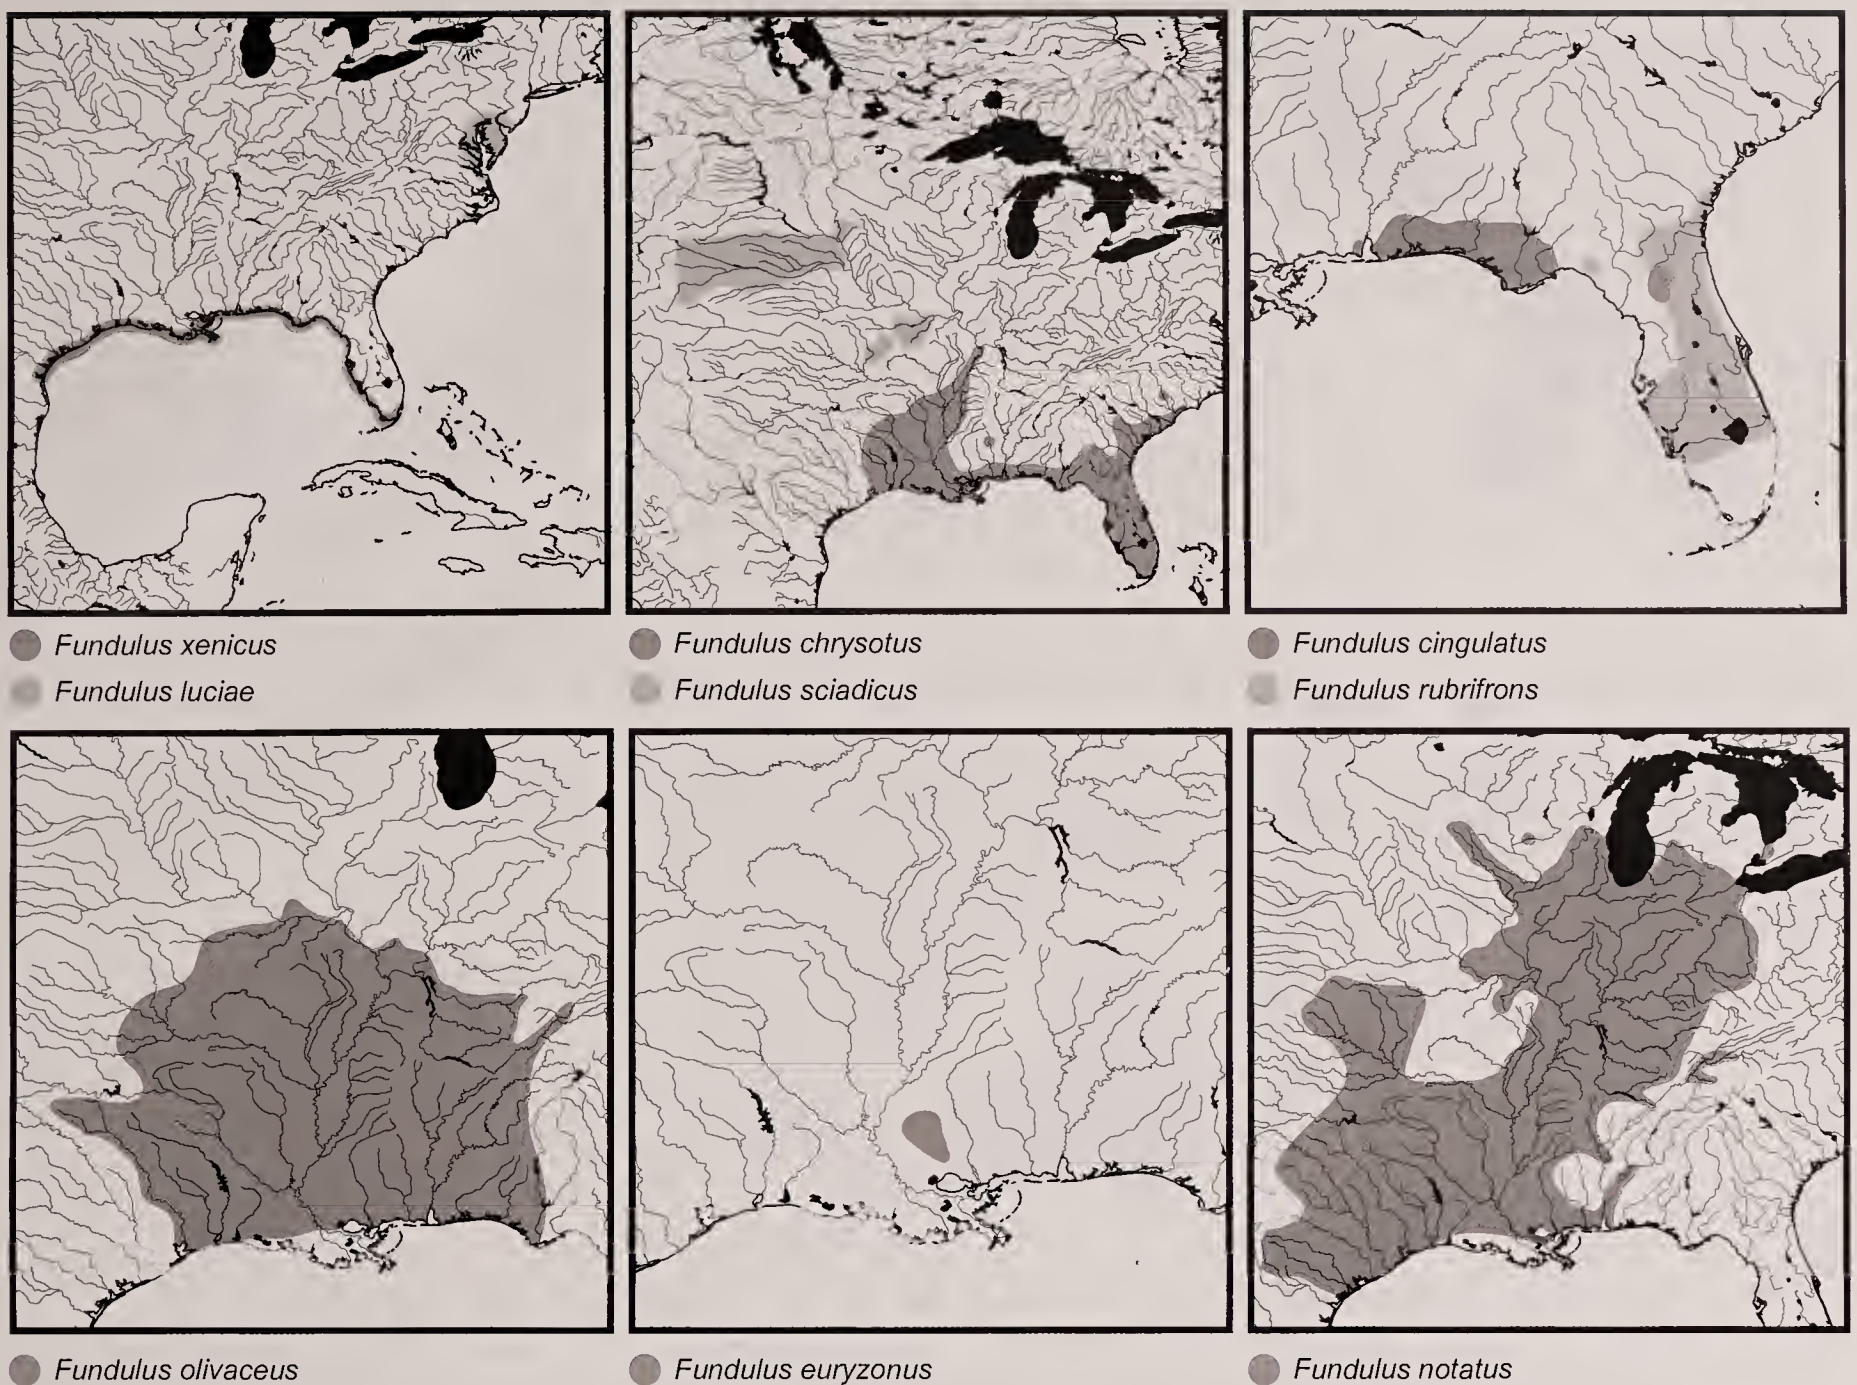 Fundulus xenicus
Fundulus chrysotus
Fundulus cingulatus
Fundulus luciae
Fundulus sciadicus
Fundulus rubrifrons
Fundulus olivaceus
Fundulus euryzonus
Fundulus notatus